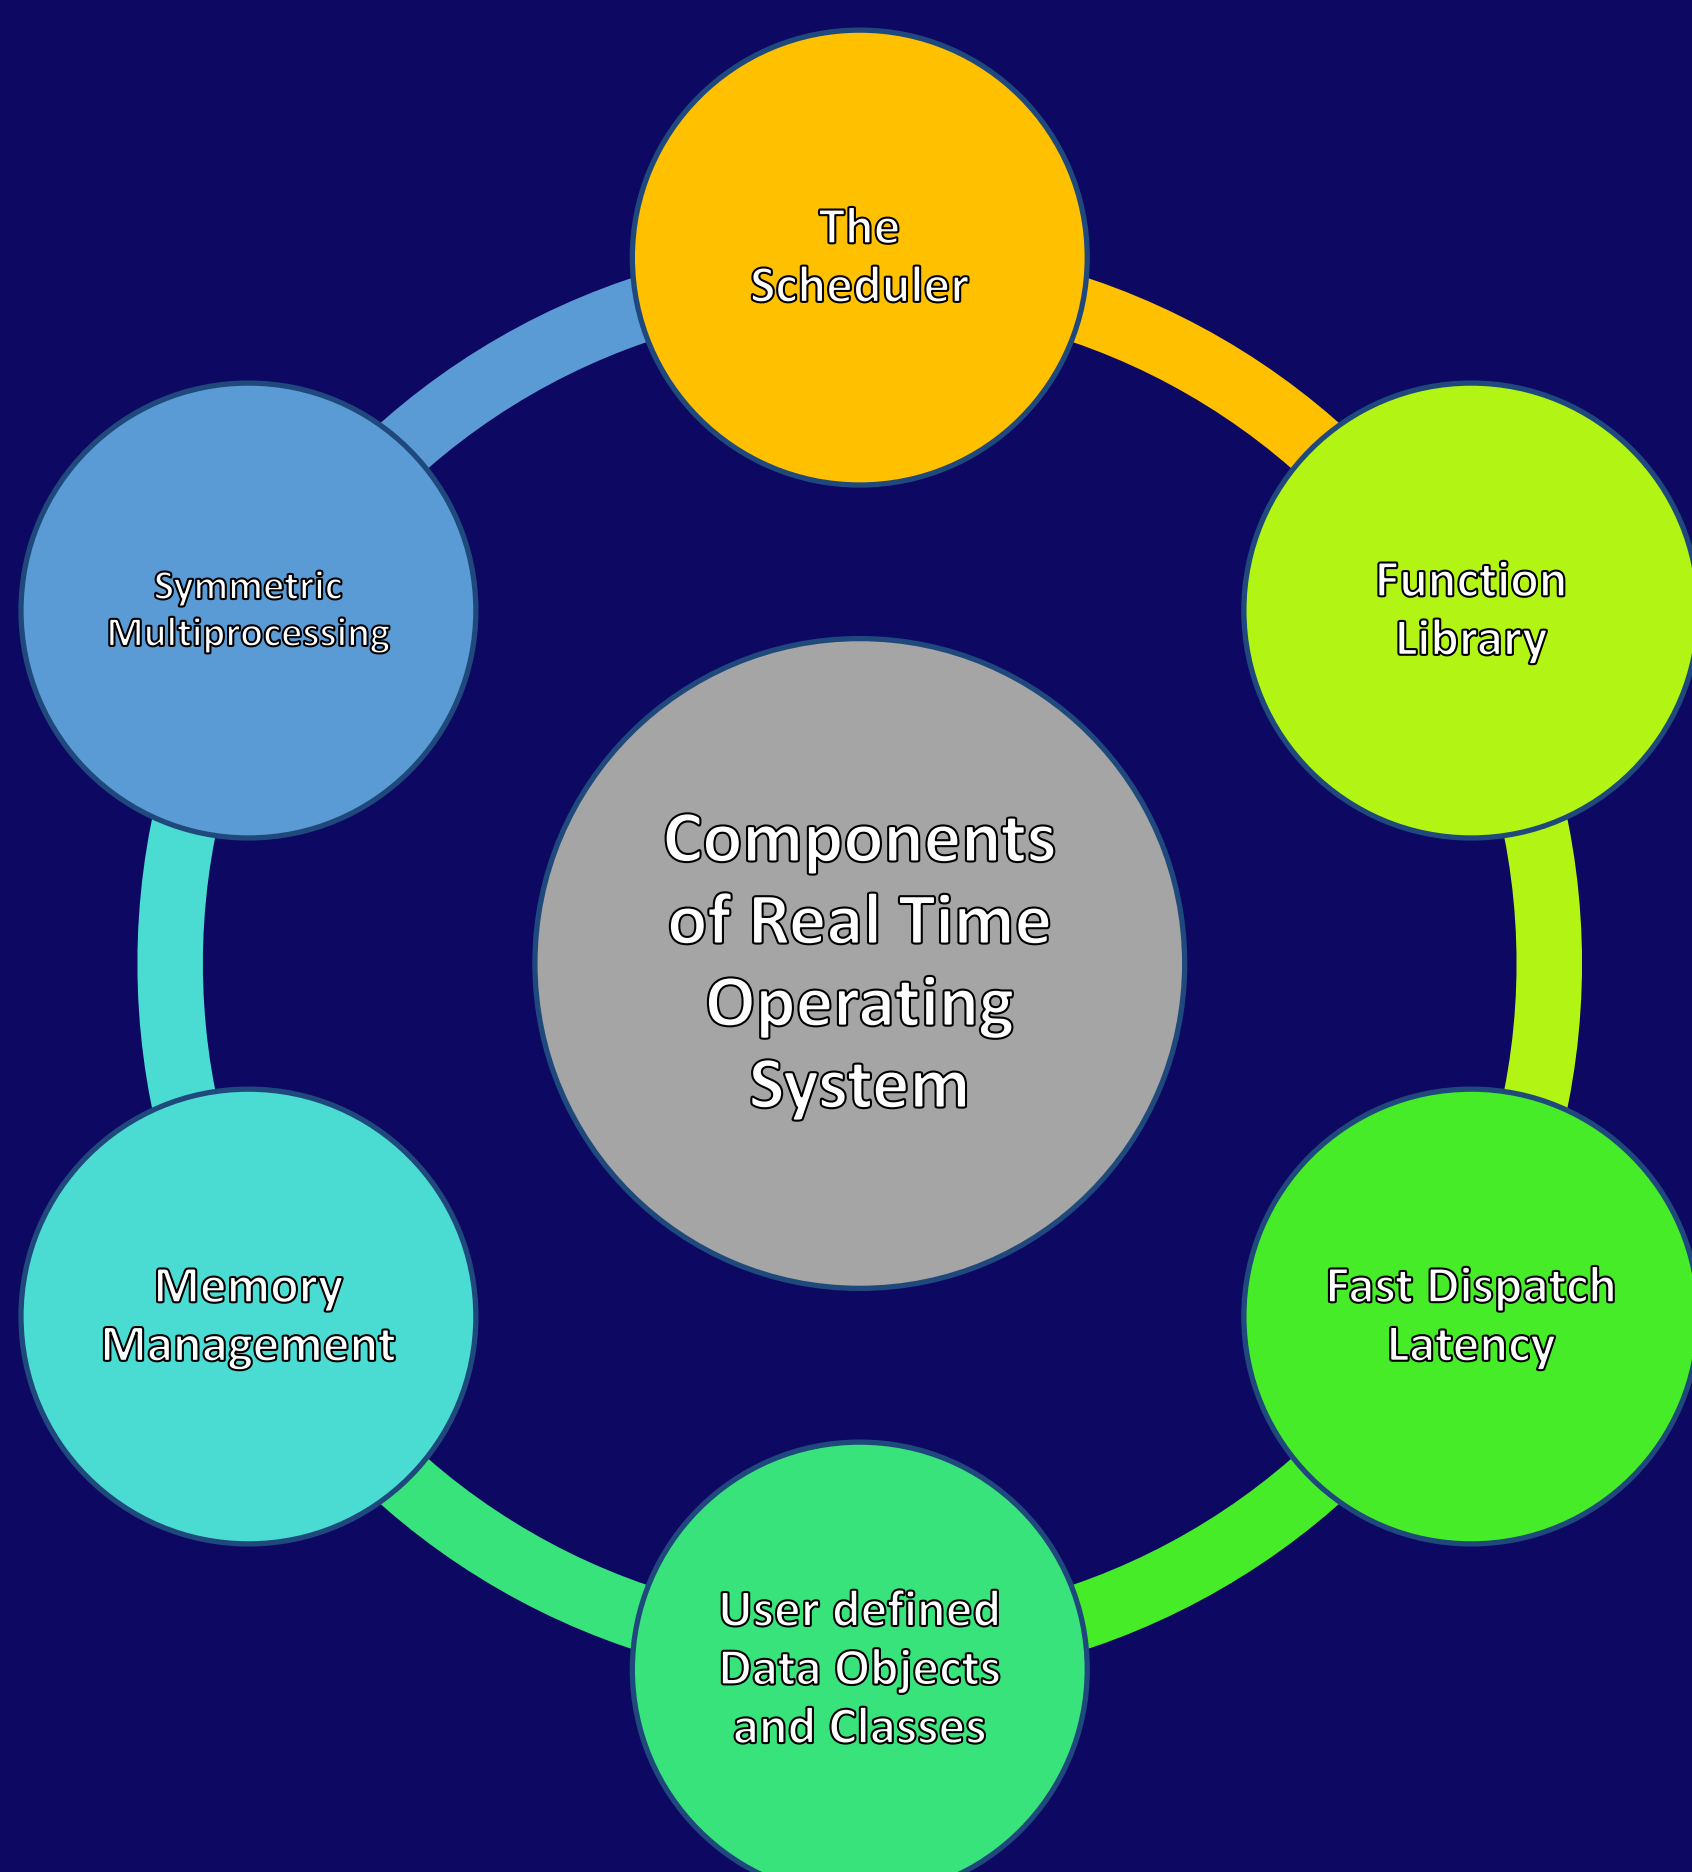 The
Scheduler
Function
Library
Fast Dispatch
Latency
User defined
Data Objects
and Classes
Memory
Management
Symmetric
Multiprocessing
Components
of Real Time
Operating
System